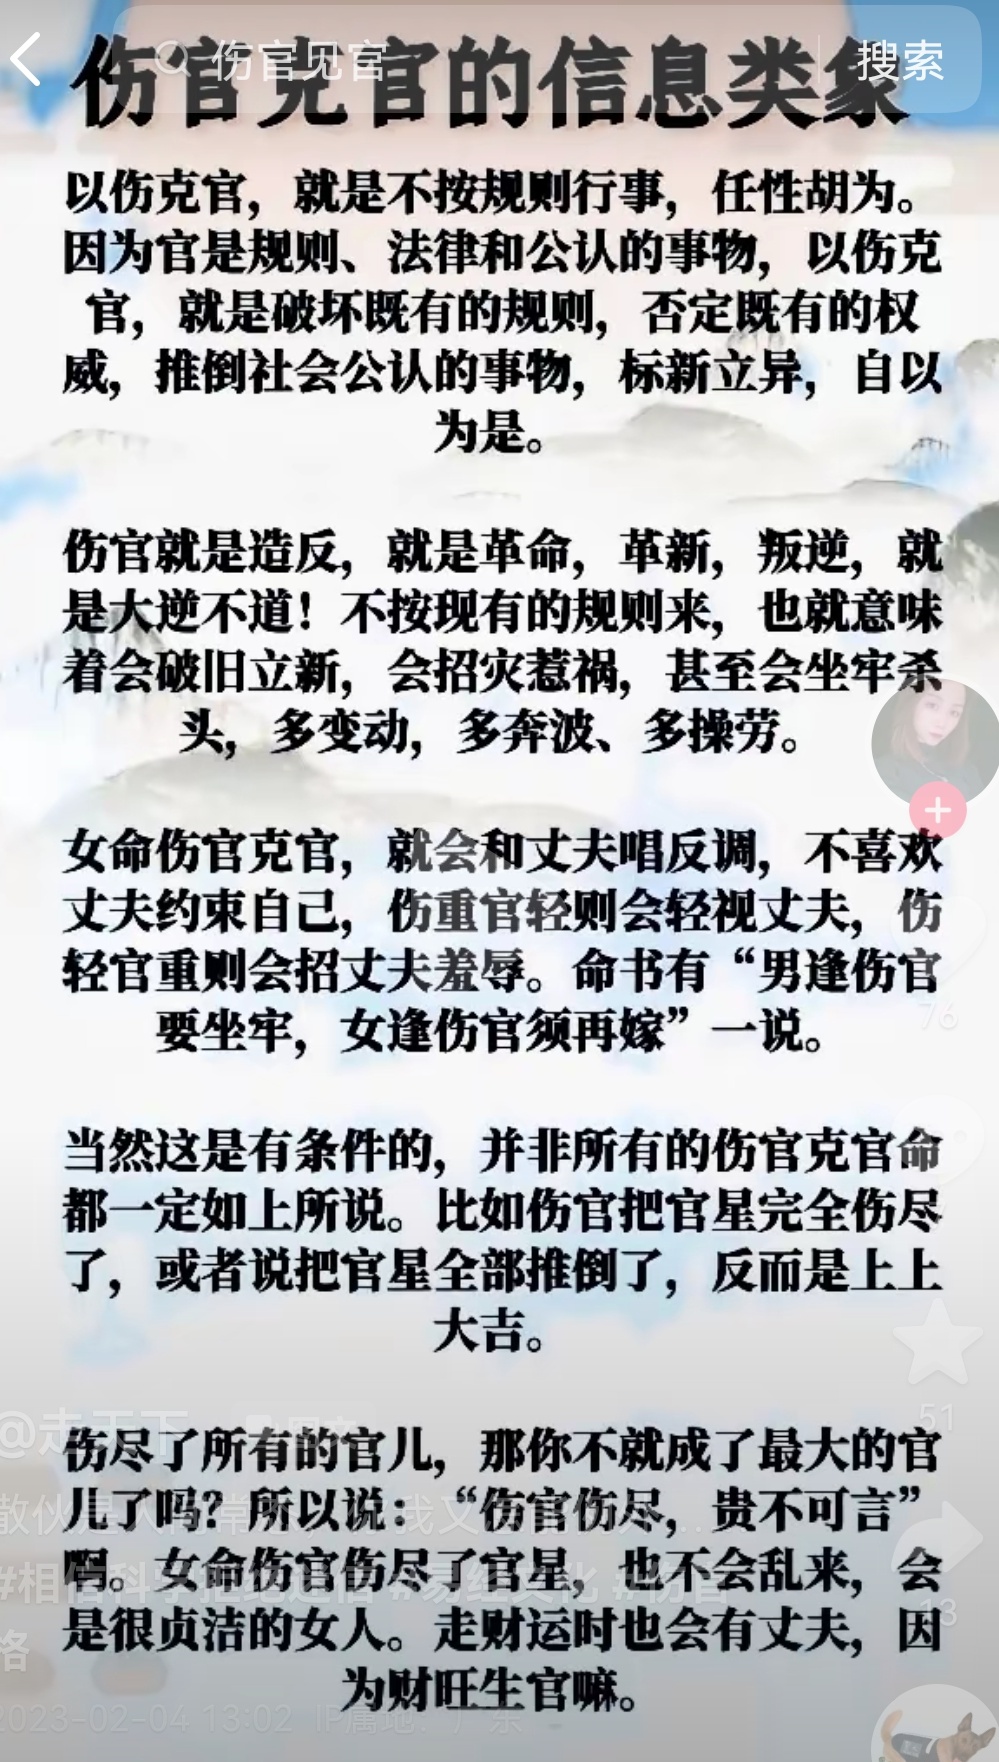 伤官见官
搜索
伤官克官的信息类象
以伤克官，就是不按规则行事，任性胡为。
因为官是规则、法律和公认的事物，以伤克
官，就是破坏既有的规则，否定既有的权
威，推倒社会公认的事物，标新立异，自以
为是。
伤官就是造反，就是革命，革新，叛逆，就
是大逆不道！不按现有的规则来，也就意味
着会破旧立新，会招灾惹祸，甚至会坐牢杀
头，多变动，多奔波、多操劳。
女命伤官克官，就会和丈夫唱反调，不喜欢
丈夫约束自己，伤重官轻则会轻视丈夫，伤
轻官重则会招丈夫羞辱。命书有“男逢伤官
要坐牢，女逢伤官须再嫁”一说。
76
当然这是有条件的，并非所有的伤官克官命
都一定如上所说。比如伤官把官星完全伤尽
了，或者说把官星全部推倒了，反而是上上
大吉。
51
@走天下
伤尽了所有的官儿，那你不就成了最大的官
儿了吗？所以说：“伤官伤尽，贵不可言”
啊。女命伤官伤尽了官星，也不会乱来，会
#相信科学拒绝迷信 #易经文化 #伤官
13
是很贞洁的女人。走财运时也会有丈夫，因
格
为财旺生官嘛。
2023-02-04 13:02 IP属地：广东